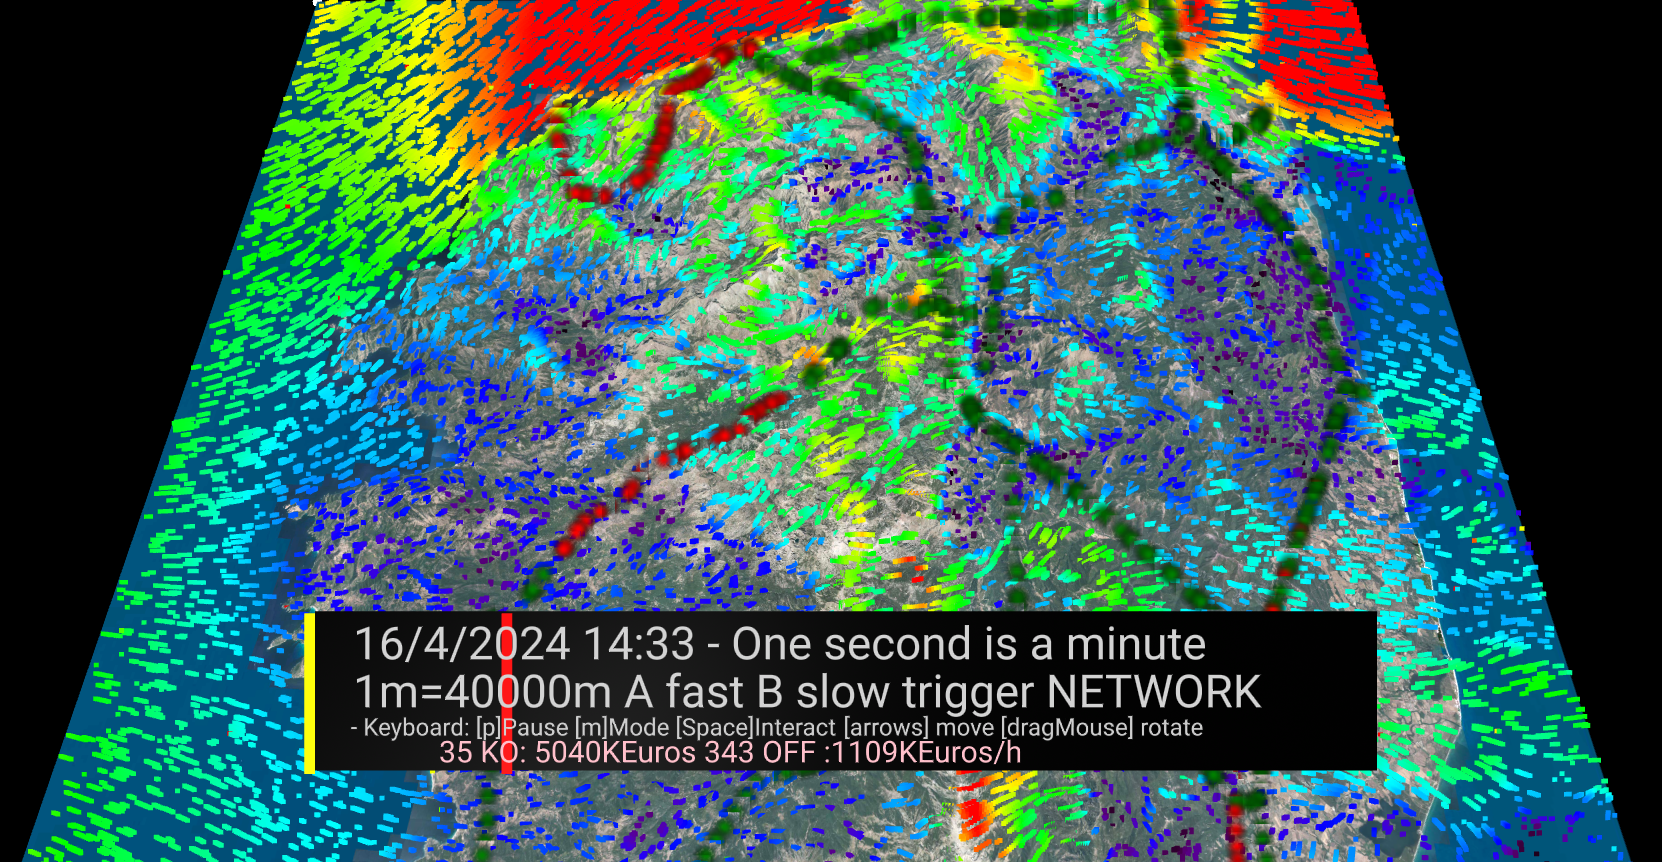 16/4/2024 14:33 - One second is a minute
1m=40000m A fast B slow trigger NETWORK
- Keyboard: [p]Pause [m]Mode [Space]Interact [arrows] move [dragMouse] rotate
35 KO: 5040KEuros 343 OFF :1109KEuros/h